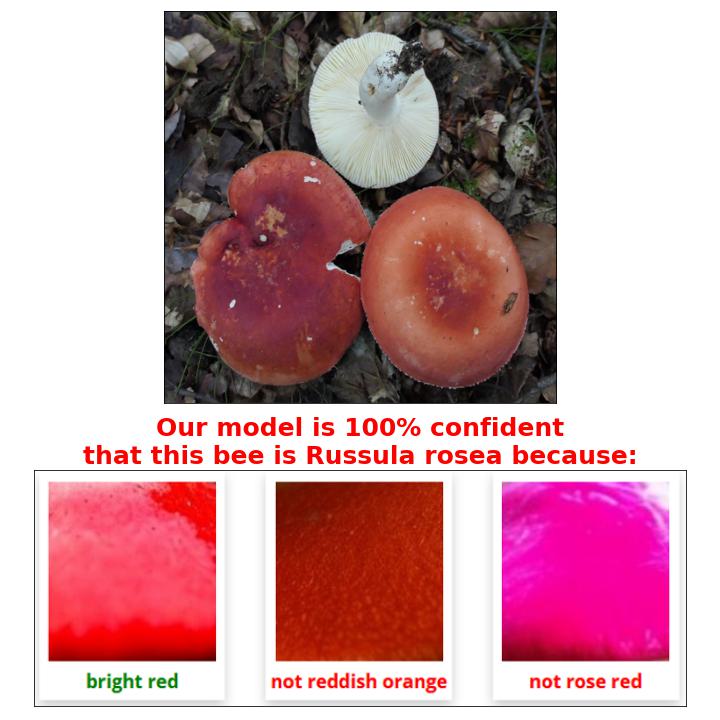 Our model is 100% confident
that this bee is Russula rosea because:
bright red
not reddish orange
not rose red